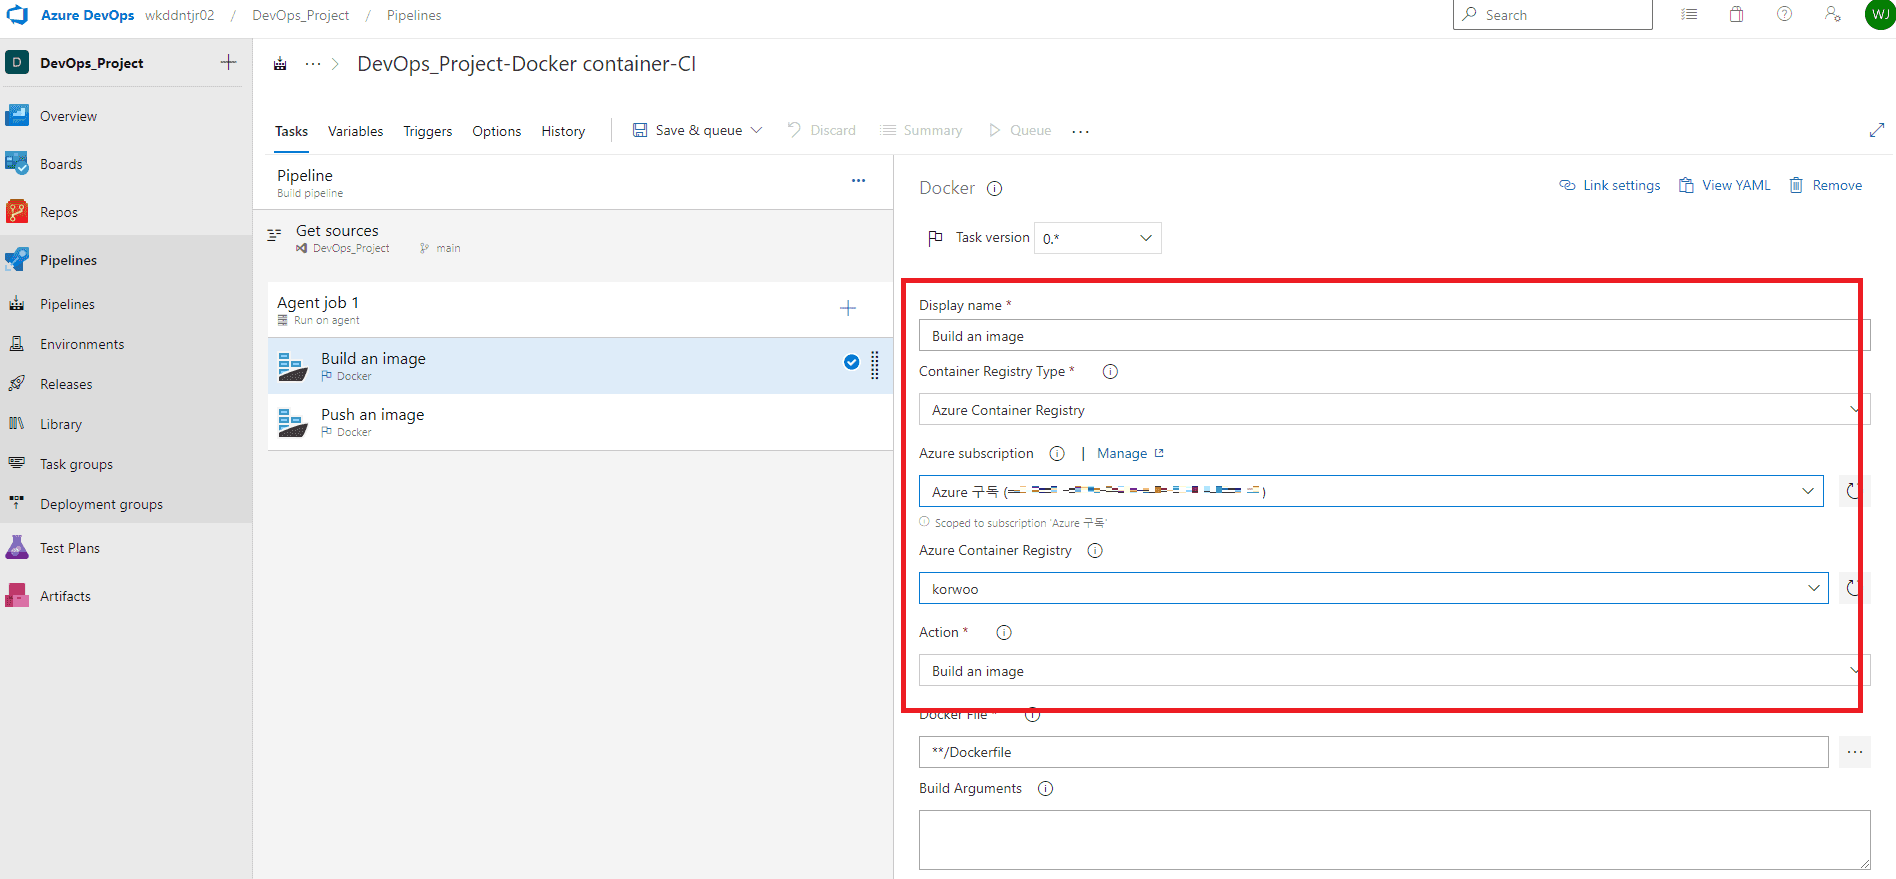 Azure DevOps wkddntjr02 / DevOps_Project / Pipelines
Search
WJ
D DevOps_Project
Overview
Boards
Repos
Pipelines
Pipelines
Environments
Releases
Library
Task groups
Deployment groups
Test Plans
Artifacts
DevOps_Project-Docker container-CI
Tasks Variables Triggers Options History Save & queue Discard Summary Queue
Pipeline
Build pipeline
Get sources
DevOps_Project main
Agent job 1
Run on agent
Build an image
Docker
Push an image
Docker
Docker
Link settings View YAML Remove
Task version 0.*
Display name *
Build an image
Container Registry Type *
Azure Container Registry
Azure subscription | Manage
Azure 구독 ( )
Scoped to subscription 'Azure 구독'
Azure Container Registry
korwoo
Action *
Build an image
Docker File *
**/Dockerfile
Build Arguments